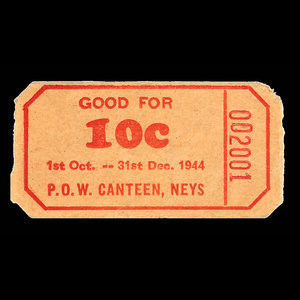 GOOD FOR
10c
1st Oct. -- 31st Dec. 1944
P.O.W. CANTEEN, NEYS
002001